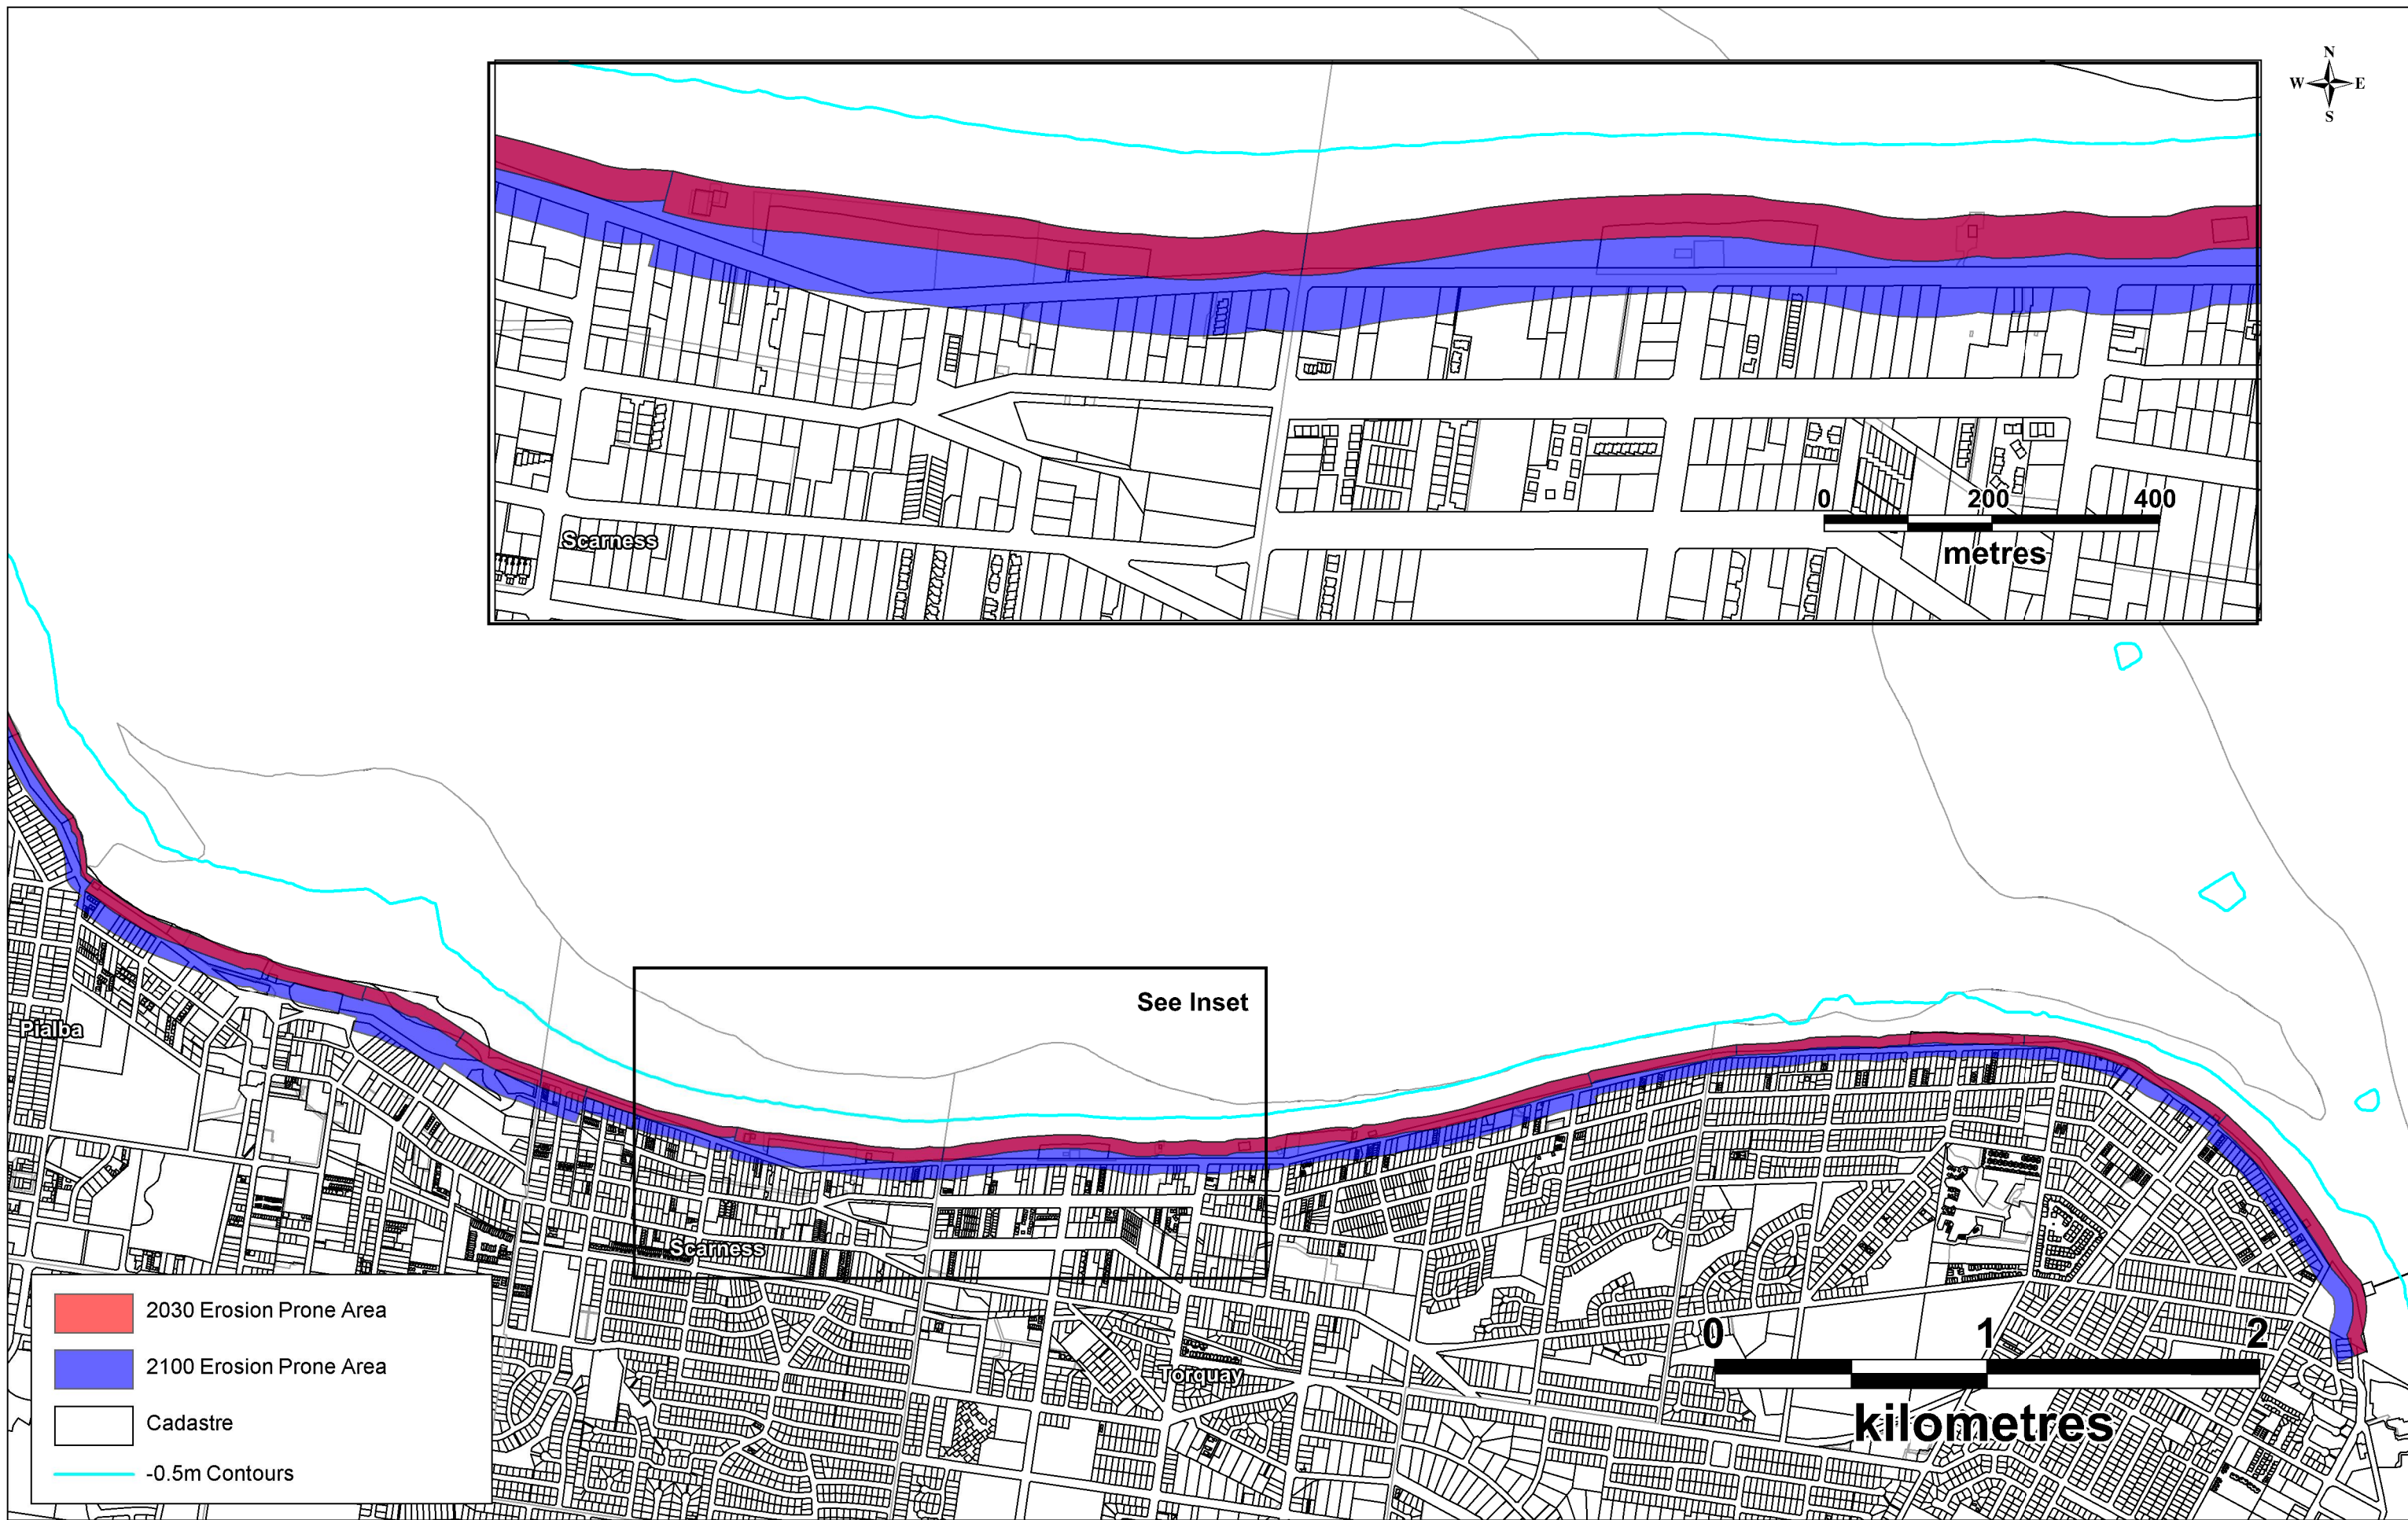 N
W E
S
0 200 400
metres
Scarness
See Inset
Pialba
Scarness
Torquay
0 1 2
kilometres
2030 Erosion Prone Area
2100 Erosion Prone Area
Cadastre
-0.5m Contours